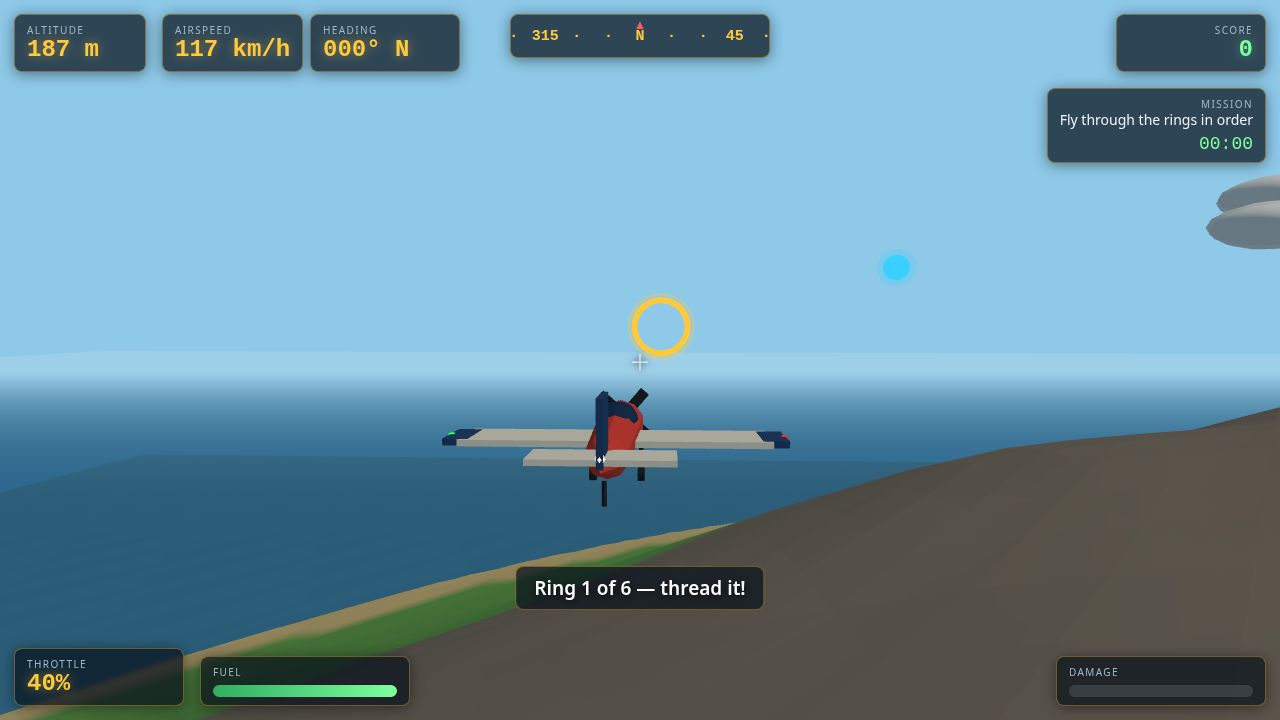 ALTITUDE
187 m
AIRSPEED
117 km/h
HEADING
000° N
· 315 · · N · · 45 ·
SCORE
0
MISSION
Fly through the rings in order
00:00
Ring 1 of 6 — thread it!
THROTTLE
40%
FUEL
DAMAGE